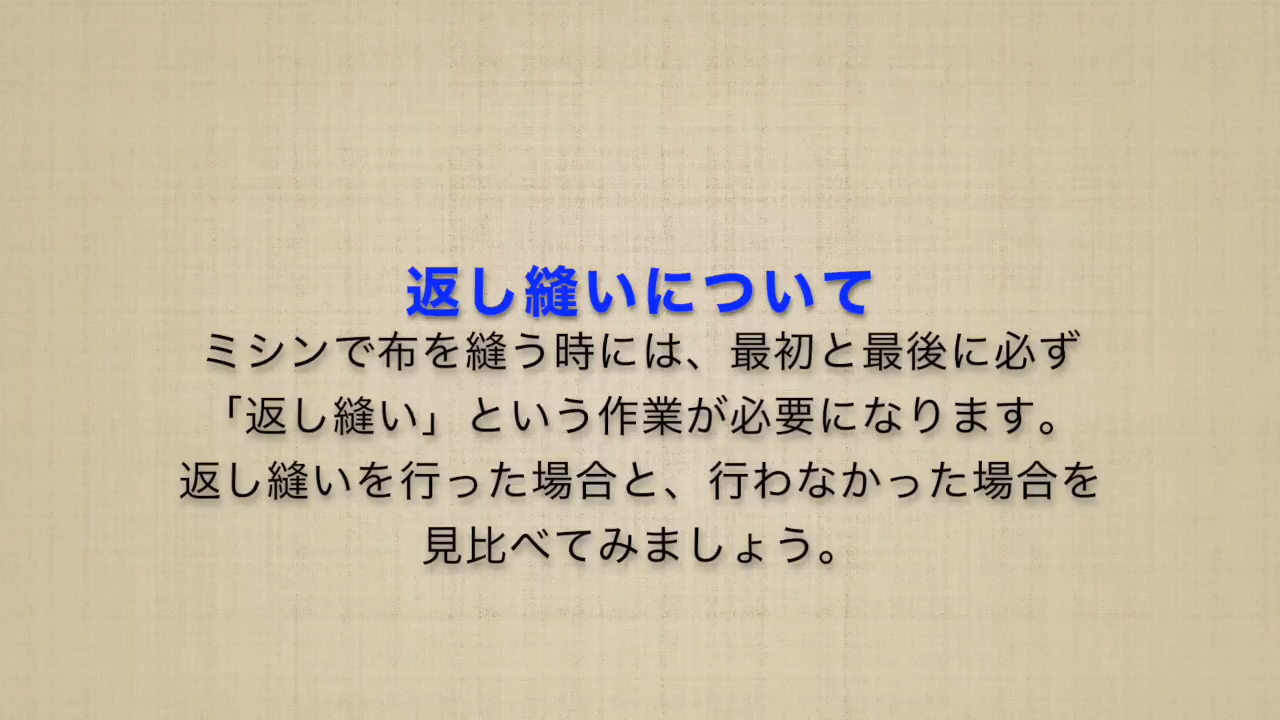 返し縫いについて
ミシンで布を縫う時には、最初と最後に必ず
「返し縫い」という作業が必要になります。
返し縫いを行った場合と、行わなかった場合を
見比べてみましょう。